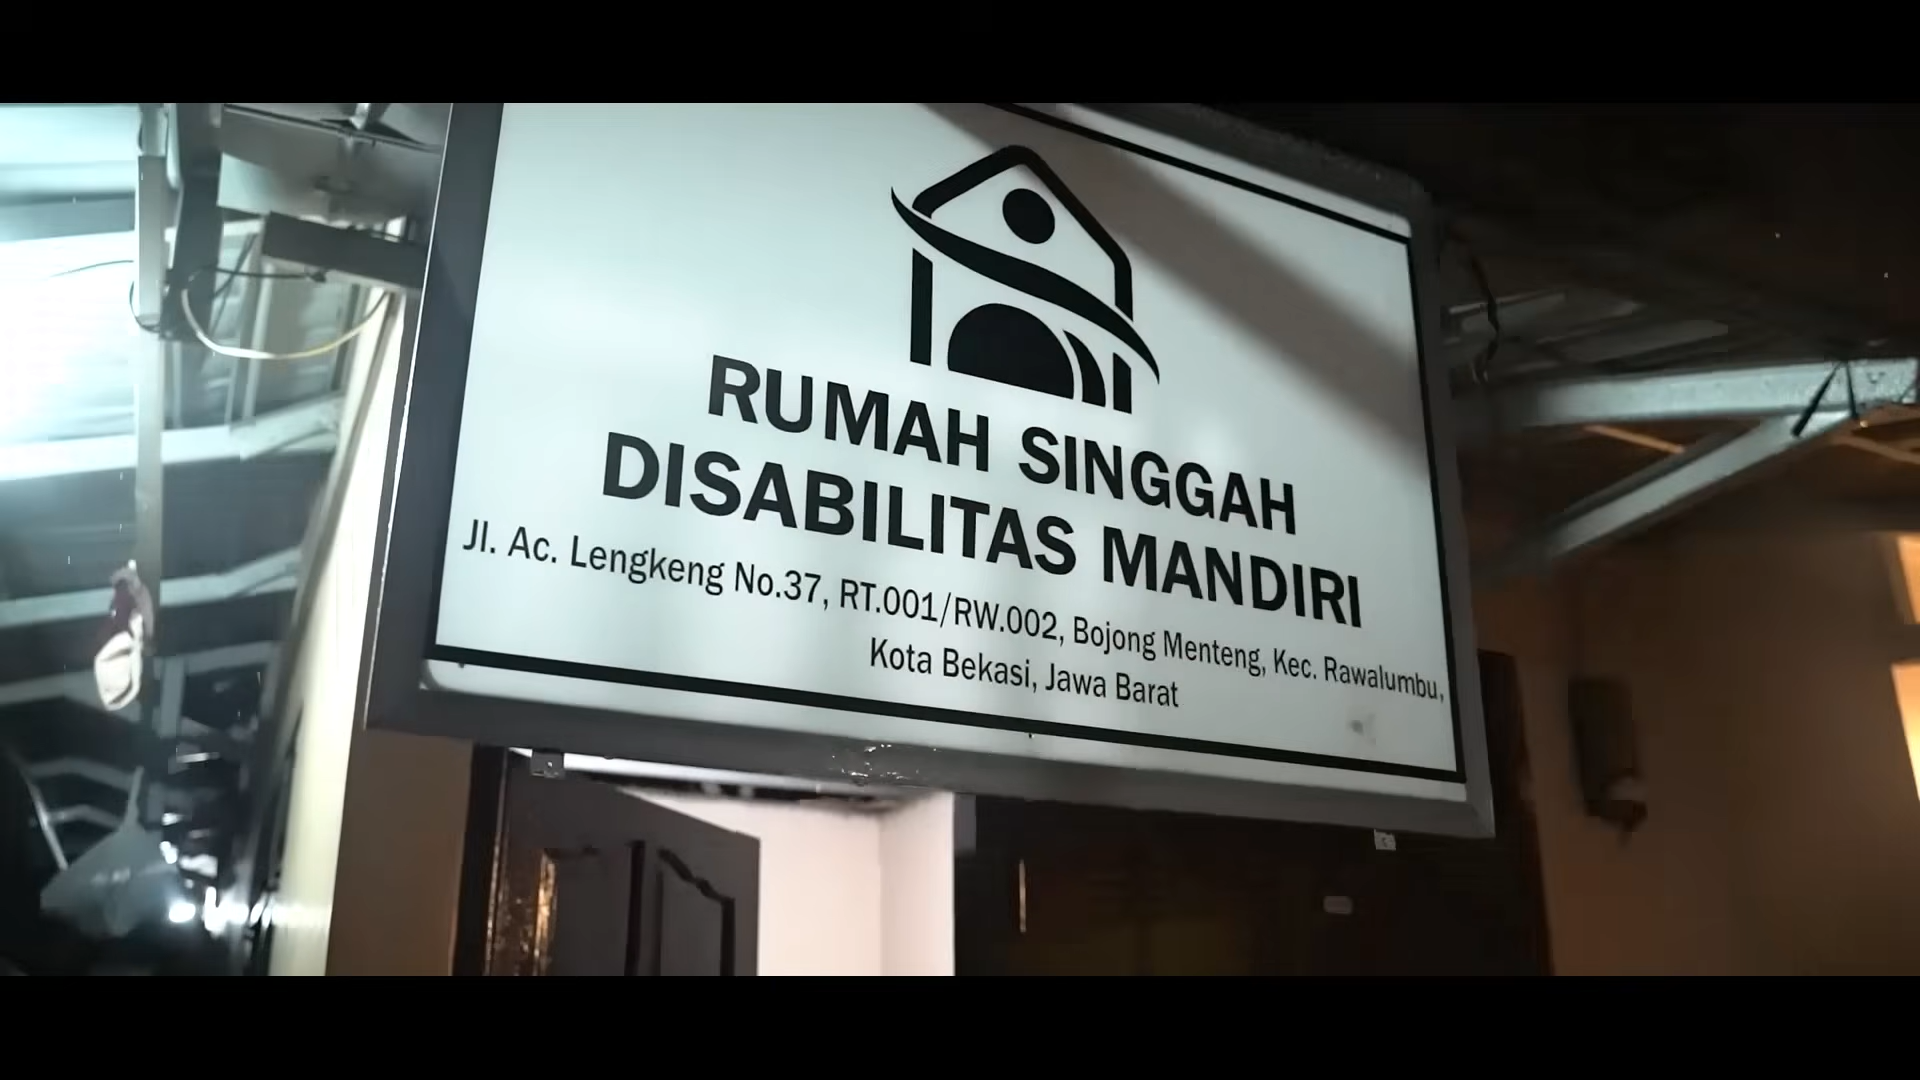 RUMAH SINGGAH
DISABILITAS MANDIRI
Jl. Ac. Lengkeng No.37, RT.001/RW.002, Bojong Menteng, Kec. Rawalumbu,
Kota Bekasi, Jawa Barat